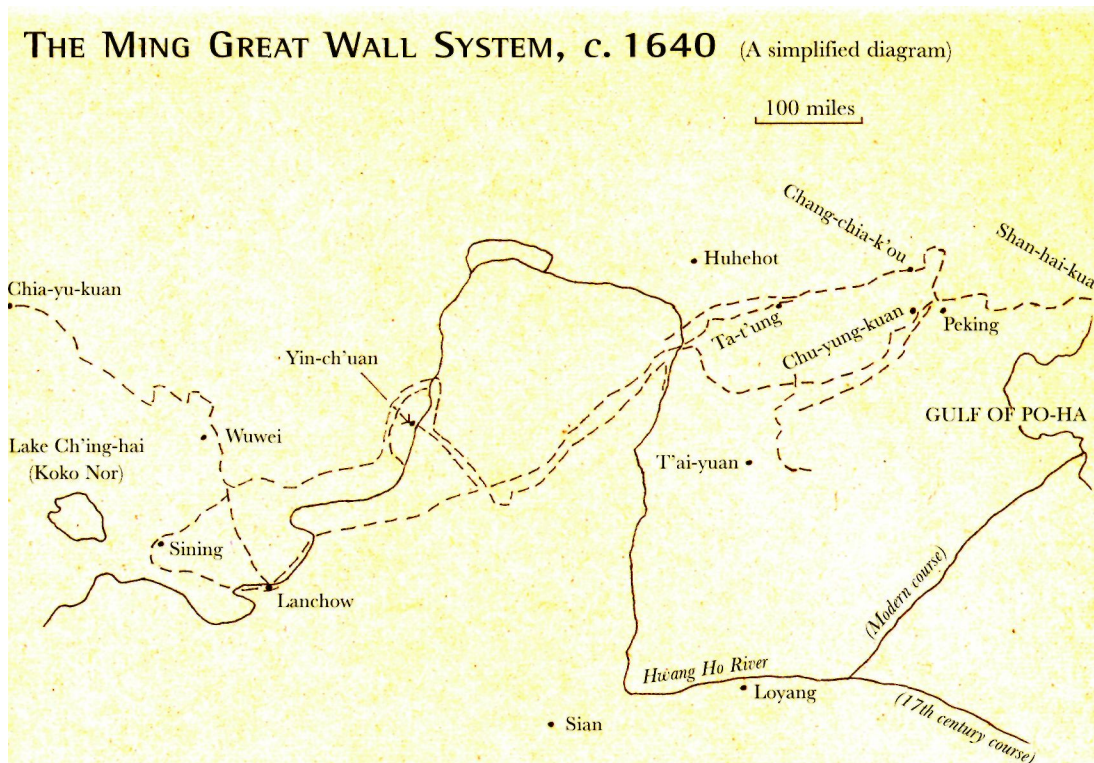 THE MING GREAT WALL SYSTEM, c. 1640 (A simplified diagram)
100 miles
Chang-chia-k'ou
Shan-hai-kua
Huhehot
Chia-yu-kuan
Ta-t'ung
Chu-yung-kuan
Peking
Yin-ch'uan
GULF OF PO-HA
Wuwei
Lake Ch'ing-hai
(Koko Nor)
T'ai-yuan
Sining
Lanchow
(Modern course)
Hwang Ho River
Loyang
(17th century course)
Sian